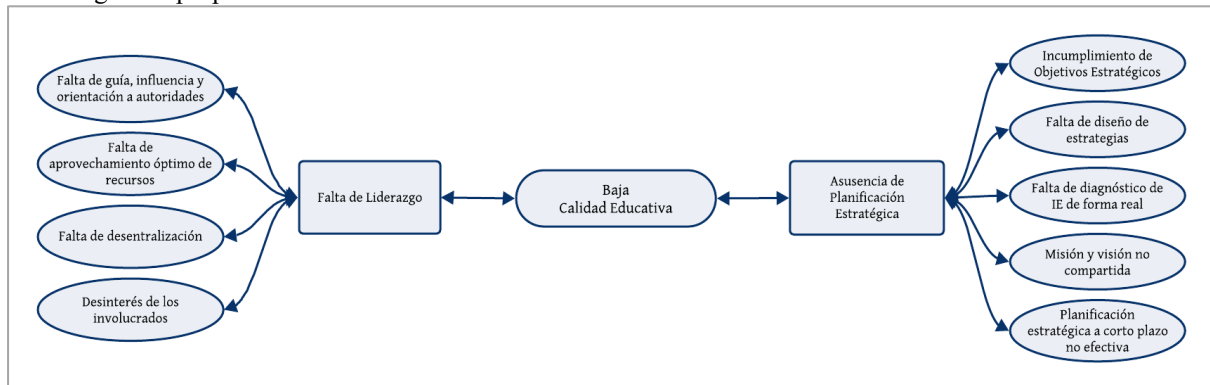 Falta de guía, influencia y
orientación a autoridades
Falta de
aprovechamiento óptimo de
recursos
Falta de desentralización
Desinterés de los
involucrados
Falta de Liderazgo
Baja
Calidad Educativa
Asusencia de
Planificación
Estratégica
Incumplimiento de
Objetivos Estratégicos
Falta de diseño de
estrategias
Falta de diagnóstico de
IE de forma real
Misión y visión no
compartida
Planificación
estratégica a corto plazo
no efectiva